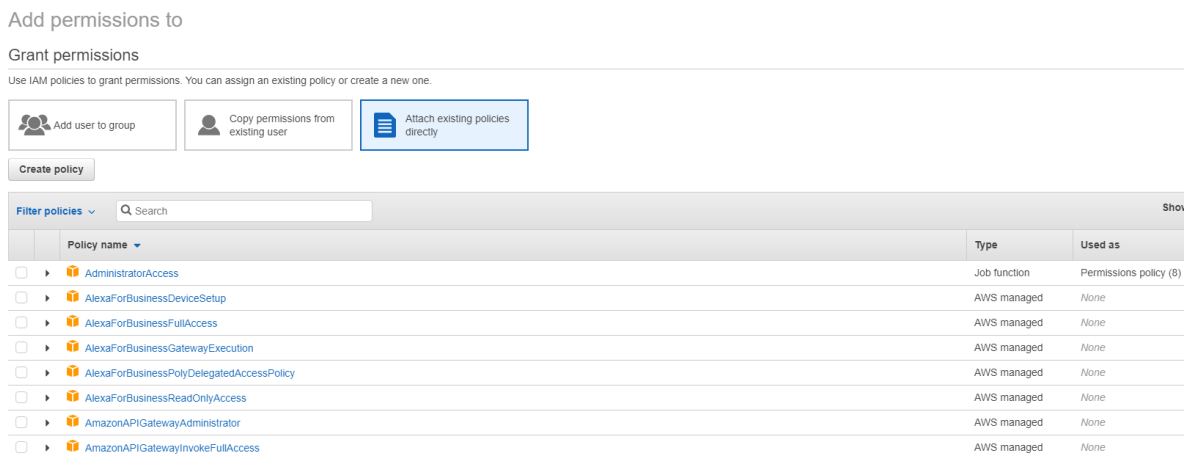 Add permissions to
Grant permissions
Use IAM policies to grant permissions. You can assign an existing policy or create a new one.
Add user to group
Copy permissions from
existing user
Attach existing policies
directly
Create policy
Filter policies
Search
Show
Policy name Type Used as
AdministratorAccess Job function Permissions policy (8)
AlexaForBusinessDeviceSetup AWS managed None
AlexaForBusinessFullAccess AWS managed None
AlexaForBusinessGatewayExecution AWS managed None
AlexaForBusinessPolyDelegatedAccessPolicy AWS managed None
AlexaForBusinessReadOnlyAccess AWS managed None
AmazonAPIGatewayAdministrator AWS managed None
AmazonAPIGatewayInvokeFullAccess AWS managed None